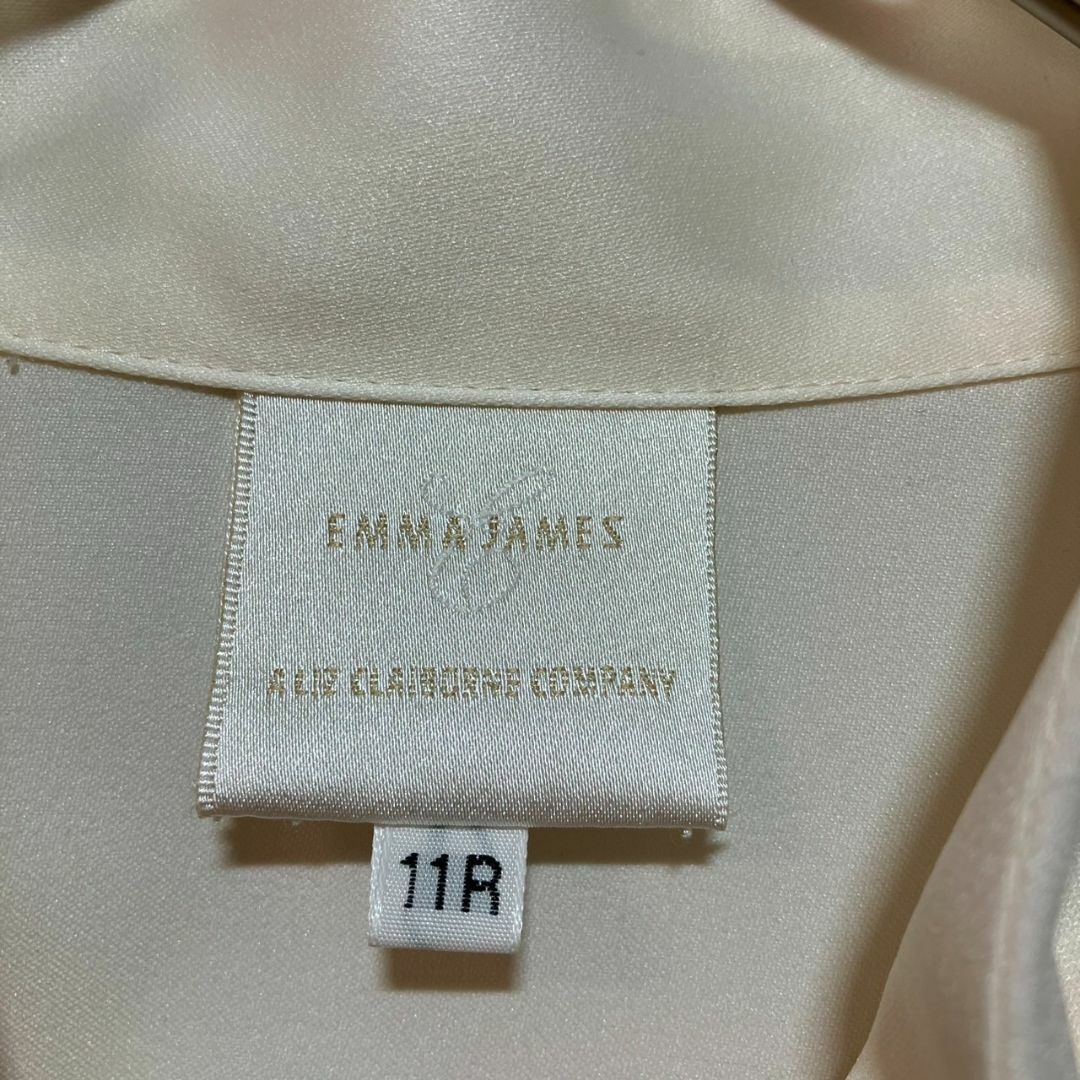 EMMA JAMES
A LIZ CLAIBORNE COMPANY
11R